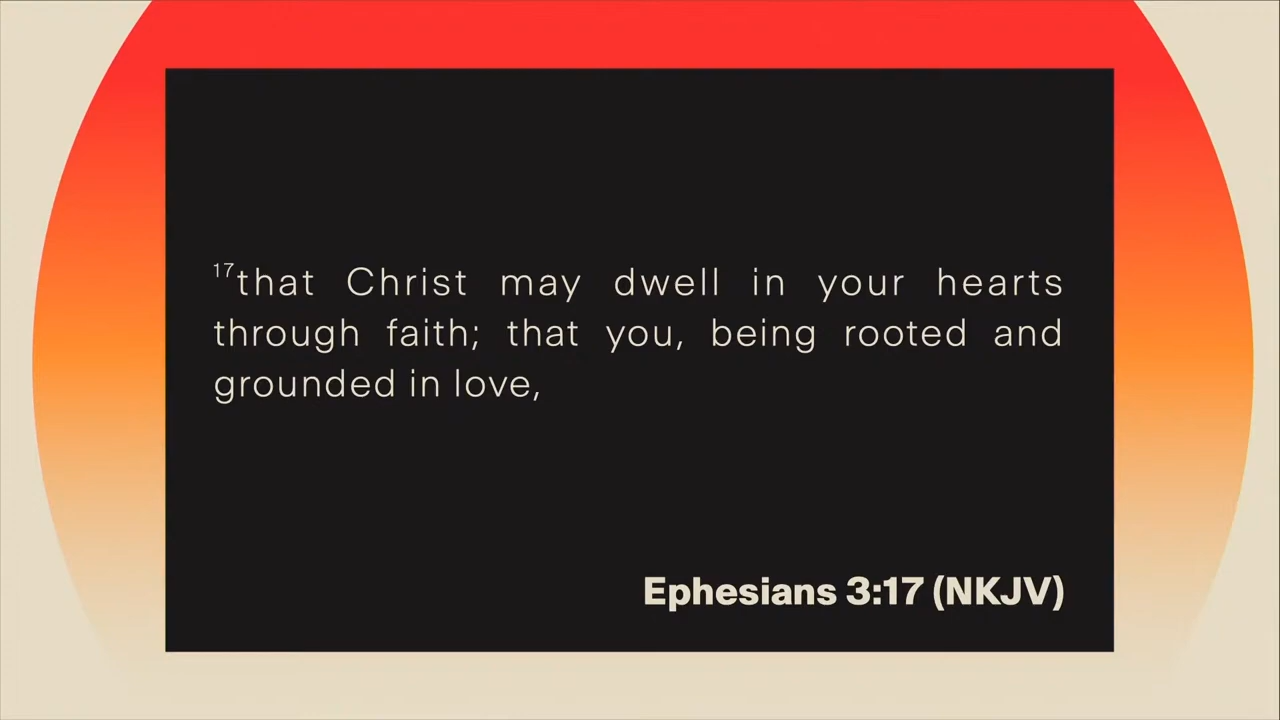 17that Christ may dwell in your hearts
through faith; that you, being rooted and
grounded in love,
Ephesians 3:17 (NKJV)